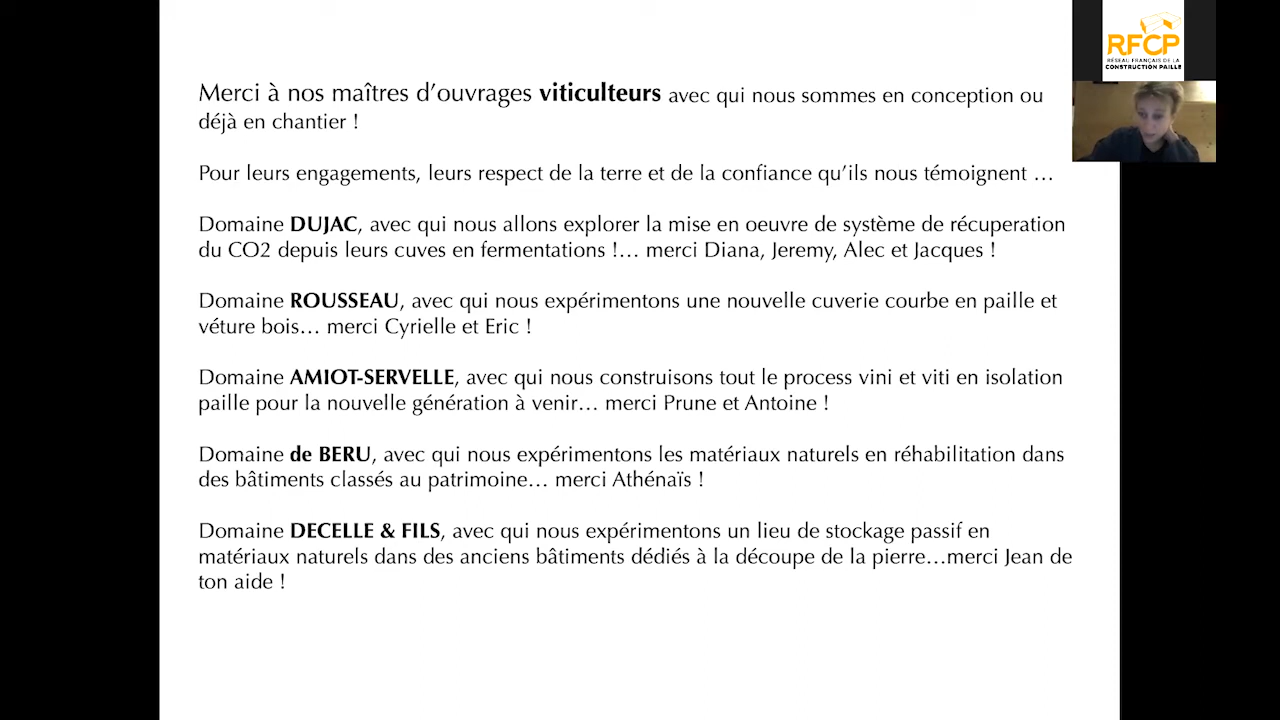 RFCP
RÉSEAU FRANÇAIS DE LA
CONSTRUCTION PAILLE
Merci à nos maîtres d’ouvrages viticulteurs avec qui nous sommes en conception ou
déjà en chantier !
Pour leurs engagements, leurs respect de la terre et de la confiance qu’ils nous témoignent …
Domaine DUJAC, avec qui nous allons explorer la mise en oeuvre de système de récuperation
du CO2 depuis leurs cuves en fermentations !… merci Diana, Jeremy, Alec et Jacques !
Domaine ROUSSEAU, avec qui nous expérimentons une nouvelle cuverie courbe en paille et
véture bois… merci Cyrielle et Eric !
Domaine AMIOT-SERVELLE, avec qui nous construisons tout le process vini et viti en isolation
paille pour la nouvelle génération à venir… merci Prune et Antoine !
Domaine de BERU, avec qui nous expérimentons les matériaux naturels en réhabilitation dans
des bâtiments classés au patrimoine… merci Athénaïs !
Domaine DECELLE & FILS, avec qui nous expérimentons un lieu de stockage passif en
matériaux naturels dans des anciens bâtiments dédiés à la découpe de la pierre…merci Jean de
ton aide !